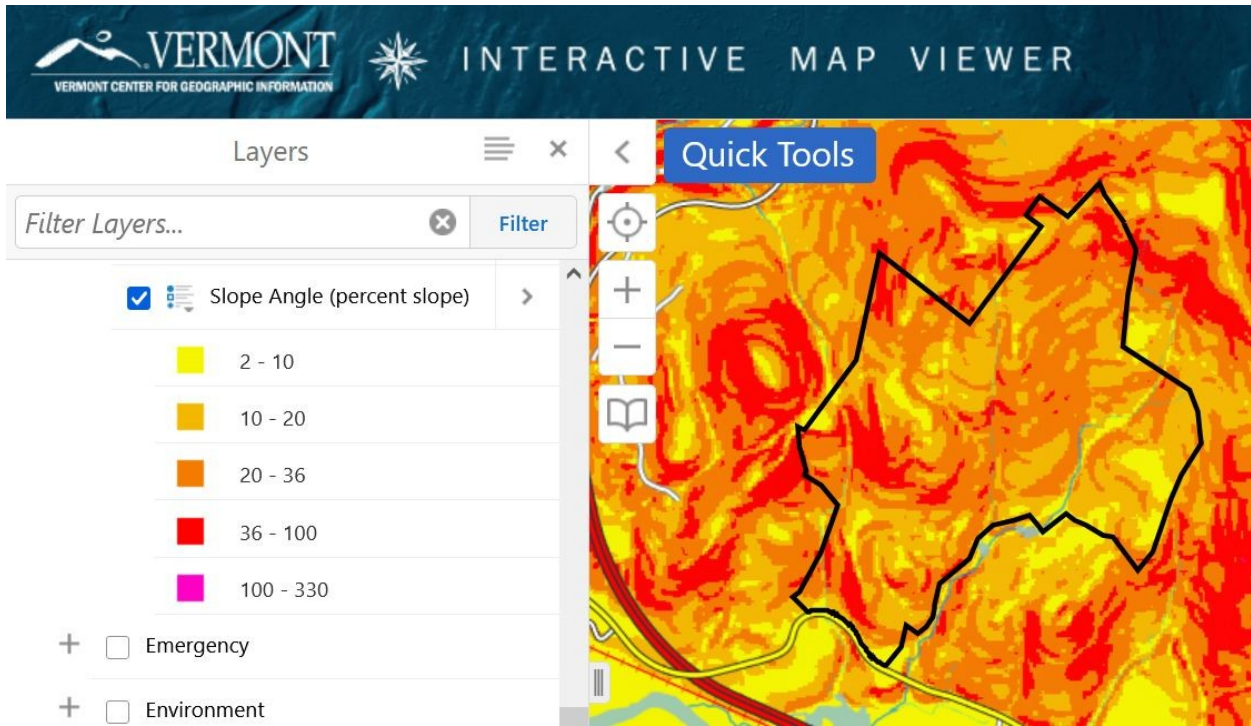 VERMONT
VERMONT CENTER FOR GEOGRAPHIC INFORMATION
INTERACTIVE MAP VIEWER
Layers
Filter Layers...
Filter
Slope Angle (percent slope)
2 - 10
10 - 20
20 - 36
36 - 100
100 - 330
Emergency
Environment
Quick Tools